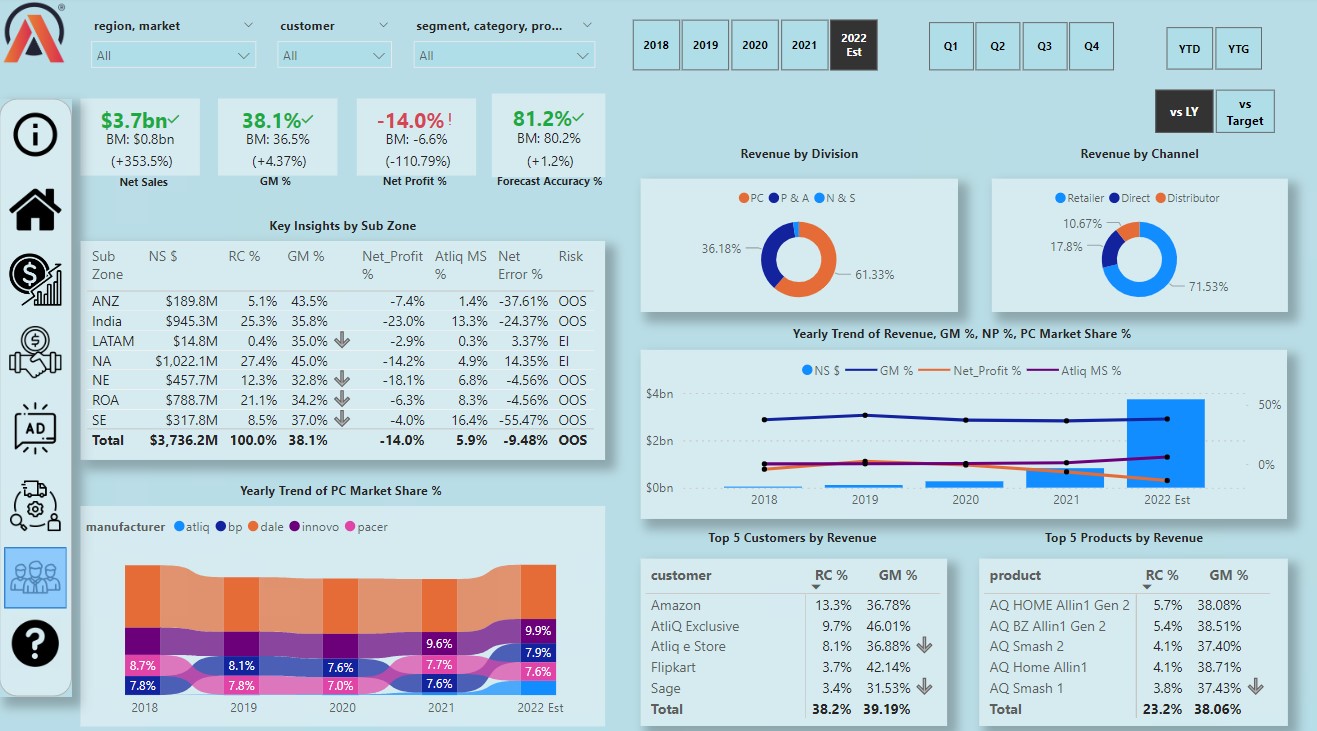 region, market
customer
segment, category, pro...
All
All
All
2018
2019
2020
2021
2022 Est
Q1
Q2
Q3
Q4
YTD
YTG
vs LY
vs Target
$3.7bn
BM: $0.8bn
(+353.5%)
Net Sales
38.1%
BM: 36.5%
(+4.37%)
GM %
-14.0% !
BM: -6.6%
(-110.79%)
Net Profit %
81.2%
BM: 80.2%
(+1.2%)
Forecast Accuracy %
Key Insights by Sub Zone
Sub Zone NS $ RC % GM % Net_Profit % Atliq MS % Net Error % Risk
ANZ $189.8M 5.1% 43.5% -7.4% 1.4% -37.61% OOS
India $945.3M 25.3% 35.8% -23.0% 13.3% -24.37% OOS
LATAM $14.8M 0.4% 35.0% -2.9% 0.3% 3.37% EI
NA $1,022.1M 27.4% 45.0% -14.2% 4.9% 14.35% EI
NE $457.7M 12.3% 32.8% -18.1% 6.8% -4.56% OOS
ROA $788.7M 21.1% 34.2% -6.3% 8.3% -4.56% OOS
SE $317.8M 8.5% 37.0% -4.0% 16.4% -55.47% OOS
Total $3,736.2M 100.0% 38.1% -14.0% 5.9% -9.48% OOS
Revenue by Division
PC P & A N & S
36.18%
61.33%
Revenue by Channel
Retailer Direct Distributor
10.67%
17.8%
71.53%
Yearly Trend of Revenue, GM %, NP %, PC Market Share %
NS $ GM % Net_Profit % Atliq MS %
$4bn
$2bn
$0bn
50%
0%
2018 2019 2020 2021 2022 Est
AD
Yearly Trend of PC Market Share %
manufacturer atliq bp dale innovo pacer
8.7%
7.8%
8.1%
7.8%
7.6%
7.0%
9.6%
7.7%
7.6%
9.9%
7.9%
7.6%
2018 2019 2020 2021 2022 Est
Top 5 Customers by Revenue
customer RC % GM %
Amazon 13.3% 36.78%
AtliQ Exclusive 9.7% 46.01%
Atliq e Store 8.1% 36.88%
Flipkart 3.7% 42.14%
Sage 3.4% 31.53%
Total 38.2% 39.19%
Top 5 Products by Revenue
product RC % GM %
AQ HOME Allin1 Gen 2 5.7% 38.08%
AQ BZ Allin1 Gen 2 5.4% 38.51%
AQ Smash 2 4.1% 37.40%
AQ Home Allin1 4.1% 38.71%
AQ Smash 1 3.8% 37.43%
Total 23.2% 38.06%